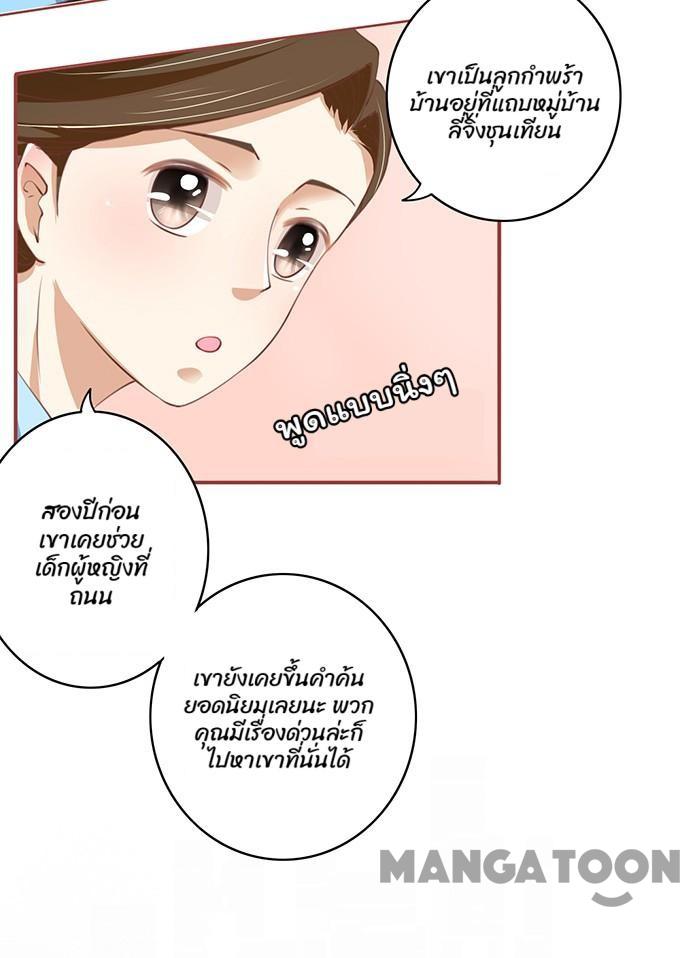 เขาเป็นลูกกำพร้า
บ้านอยู่ที่แถบหมู่บ้าน
ลี่จิ่งชุนเทียน
พูดแบบนิ่งๆ
สองปีก่อน
เขาเคยช่วย
เด็กผู้หญิงที่
ถนน
เขายังเคยขึ้นคำค้น
ยอดนิยมเลยนะ พวก
คุณมีเรื่องด่วนล่ะก็
ไปหาเขาที่นั่นได้
MANGATOON